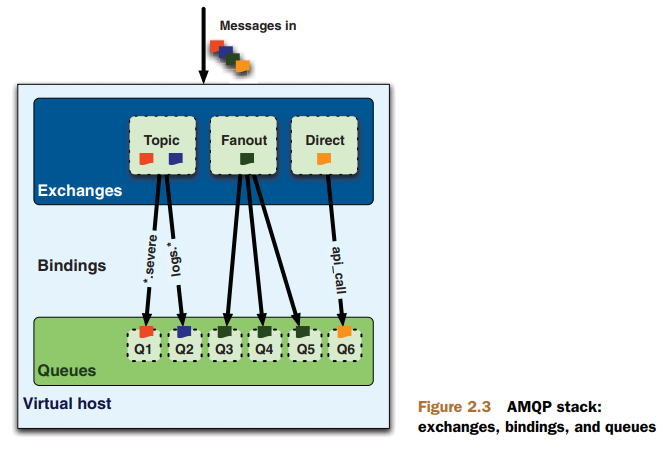 Messages in
Topic
Fanout
Direct
Exchanges
*.severe
logs.*
api_call
Bindings
Q1
Q2
Q3
Q4
Q5
Q6
Queues
Virtual host
Figure 2.3 AMQP stack:
exchanges, bindings, and queues